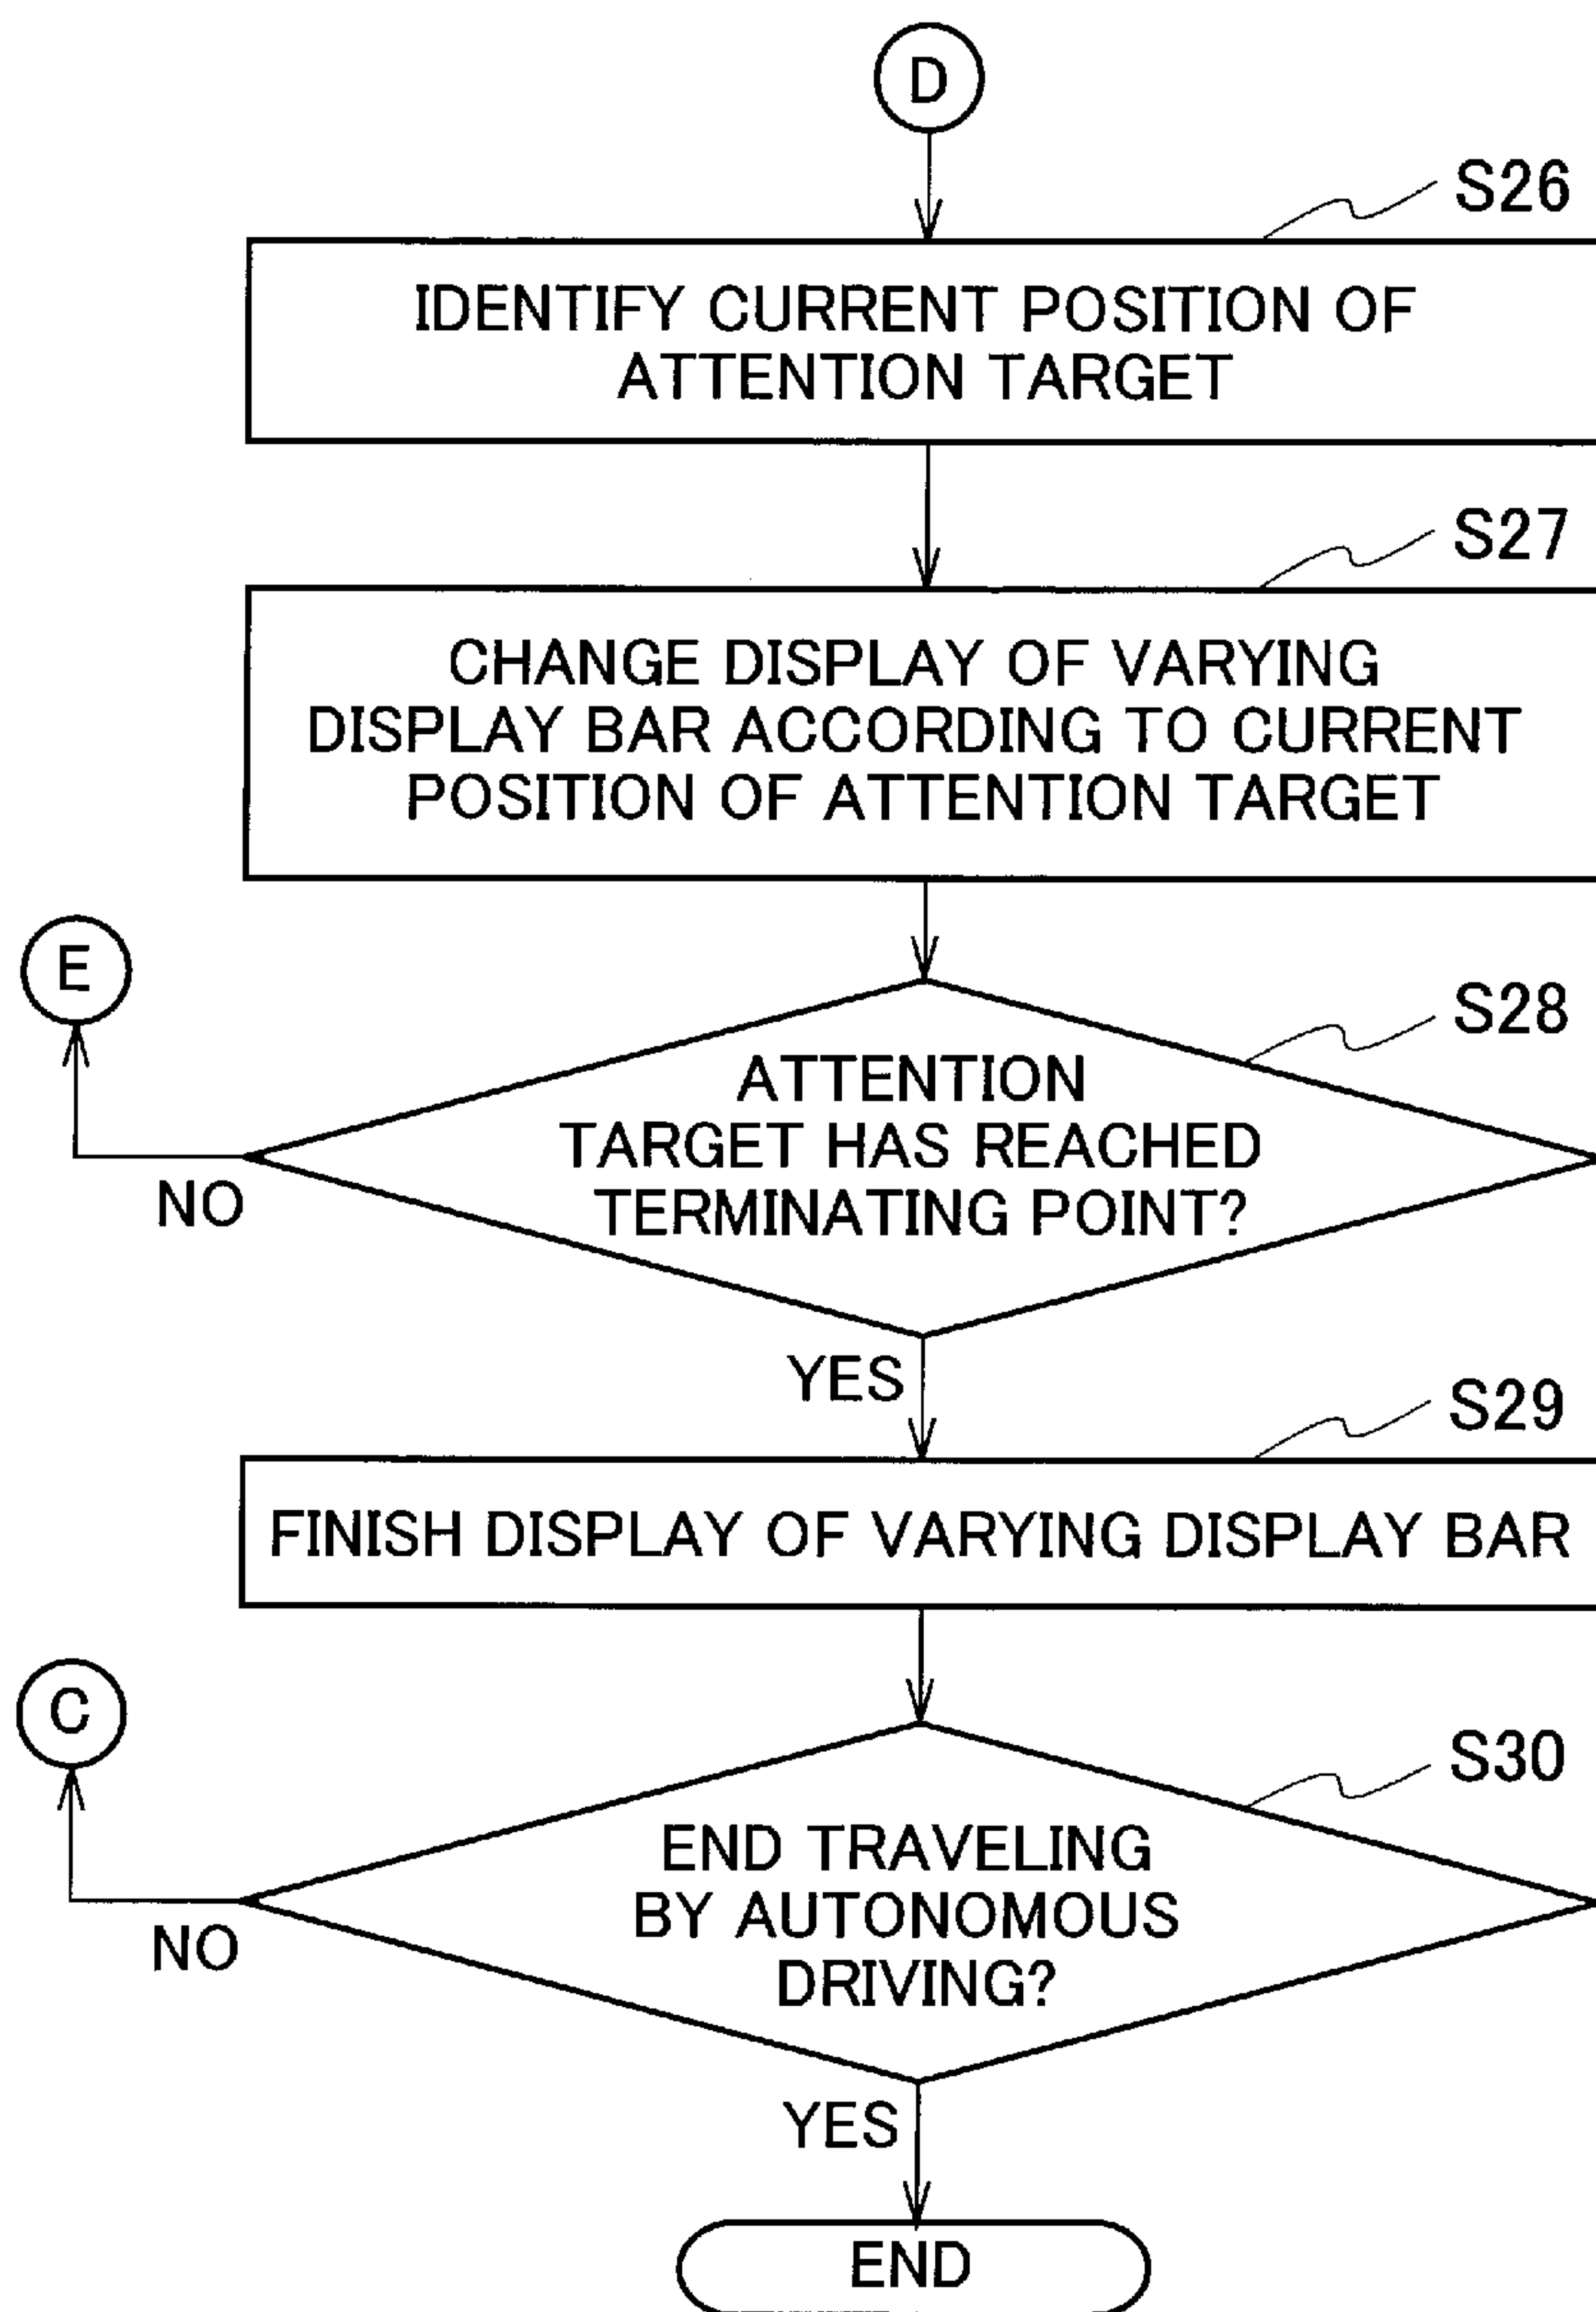 D
S26
IDENTIFY CURRENT POSITION OF
ATTENTION TARGET
S27
CHANGE DISPLAY OF VARYING
DISPLAY BAR ACCORDING TO CURRENT
POSITION OF ATTENTION TARGET
E
S28
ATTENTION
TARGET HAS REACHED
TERMINATING POINT?
NO
YES
S29
FINISH DISPLAY OF VARYING DISPLAY BAR
C
S30
END TRAVELING
BY AUTONOMOUS
DRIVING?
NO
YES
END